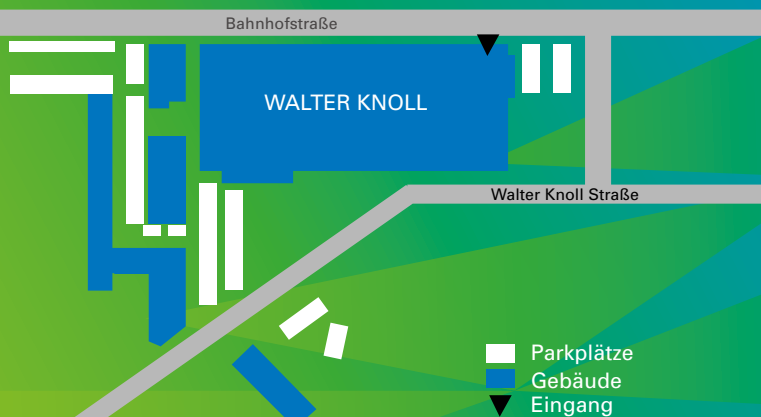 Bahnhofstraße
WALTER KNOLL
Walter Knoll Straße
Parkplätze
Gebäude
Eingang